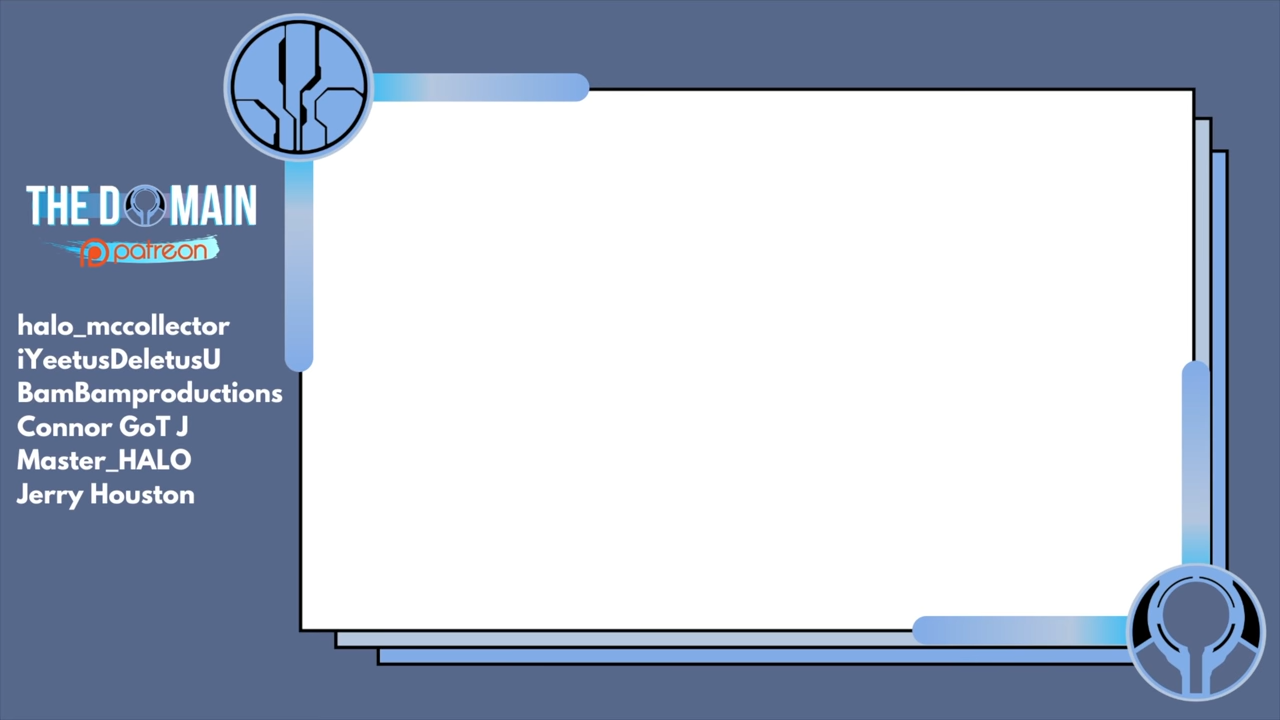 THE DOMAIN
patreon
halo_mccollector
iYeetusDeletusU
BamBamproductions
Connor GoT J
Master_HALO
Jerry Houston